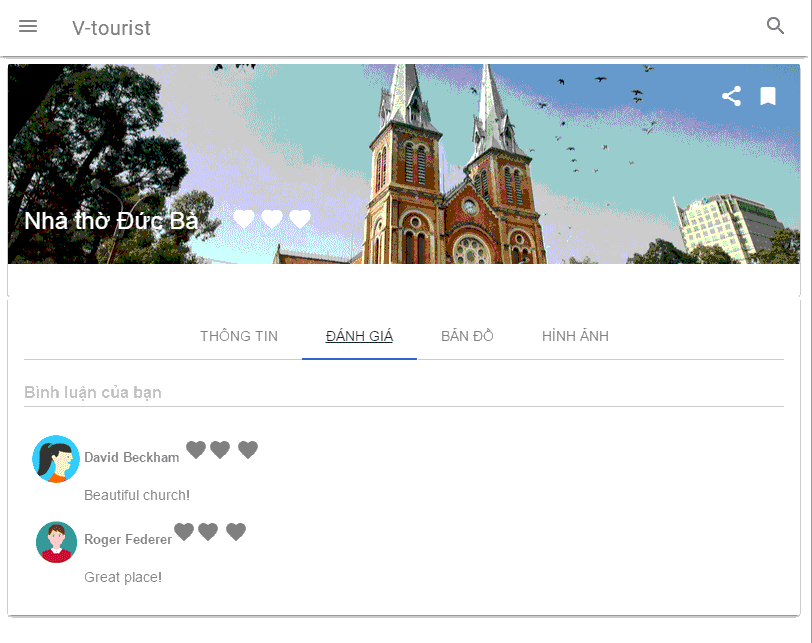 V-tourist
Nhà thờ Đức Bà
THÔNG TIN ĐÁNH GIÁ BẢN ĐỒ HÌNH ẢNH
Bình luận của bạn
David Beckham
Beautiful church!
Roger Federer
Great place!